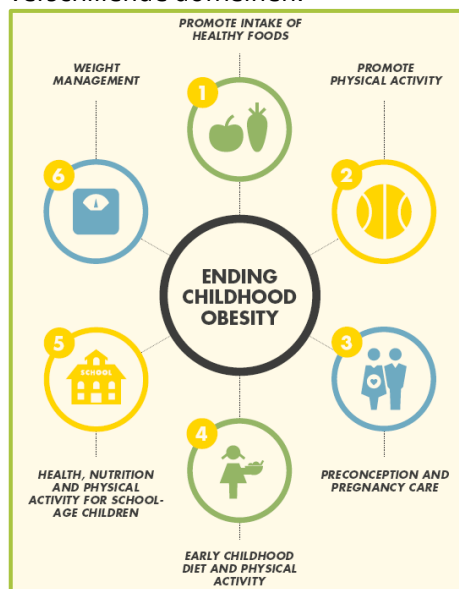 PROMOTE INTAKE OF
HEALTHY FOODS
1
PROMOTE
PHYSICAL ACTIVITY
2
PRECONCEPTION AND
PREGNANCY CARE
3
EARLY CHILDHOOD
DIET AND PHYSICAL
ACTIVITY
4
HEALTH, NUTRITION
AND PHYSICAL
ACTIVITY FOR SCHOOL-
AGE CHILDREN
5
SCHOOL
WEIGHT
MANAGEMENT
6
ENDING
CHILDHOOD
OBESITY